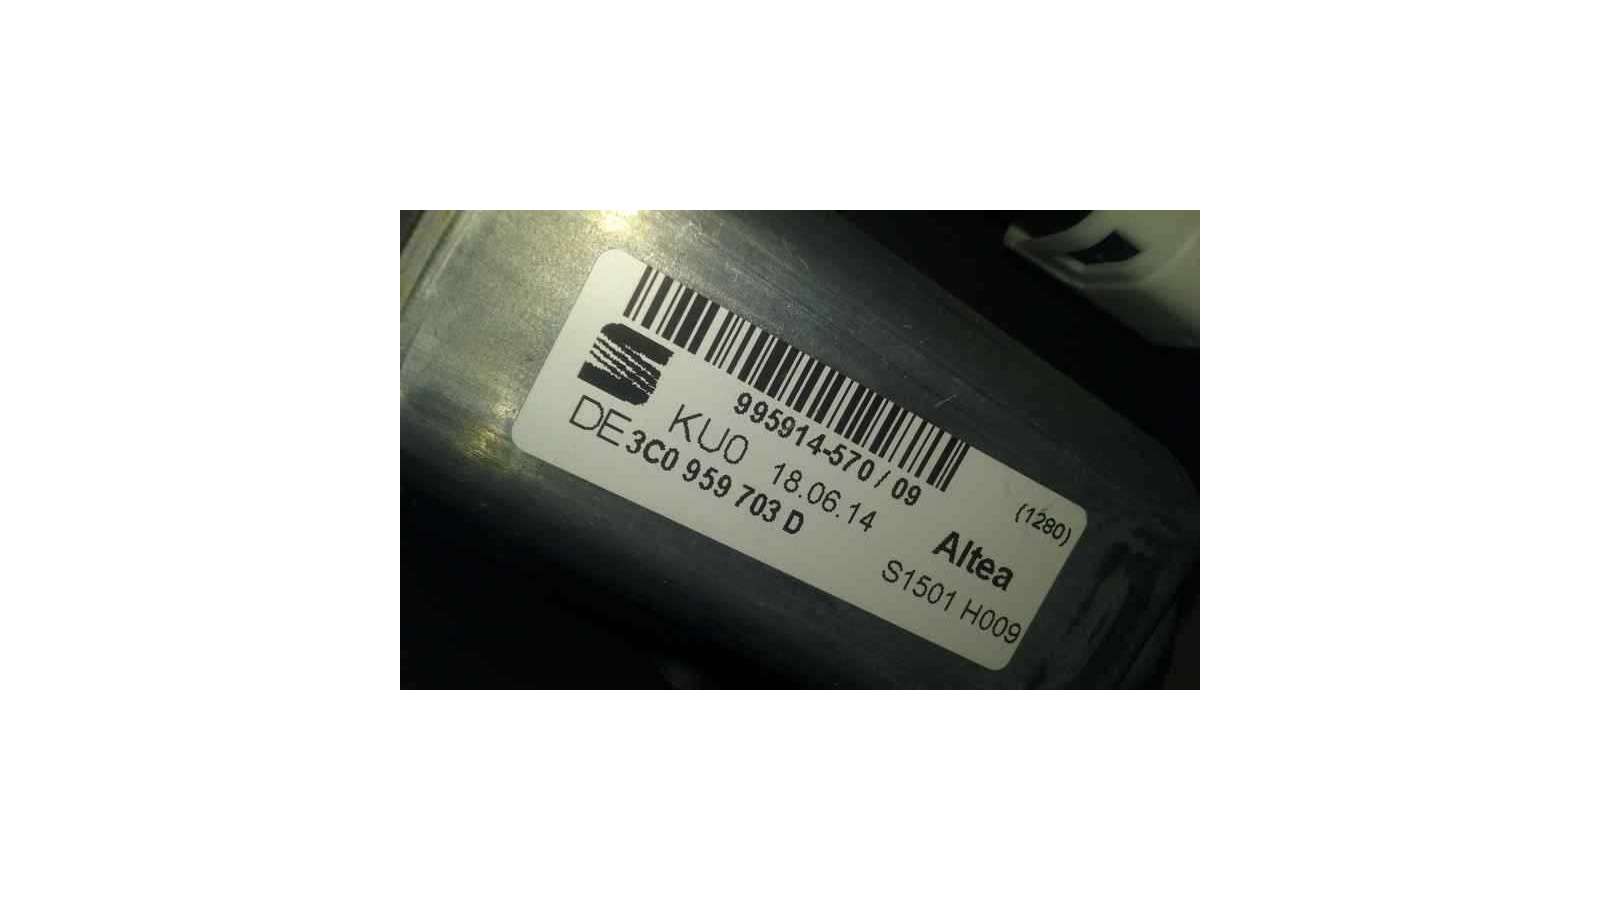 995914-570 / 09
(1280)
KU0 18.06.14 Altea
DE 3C0 959 703 D S1501 H009